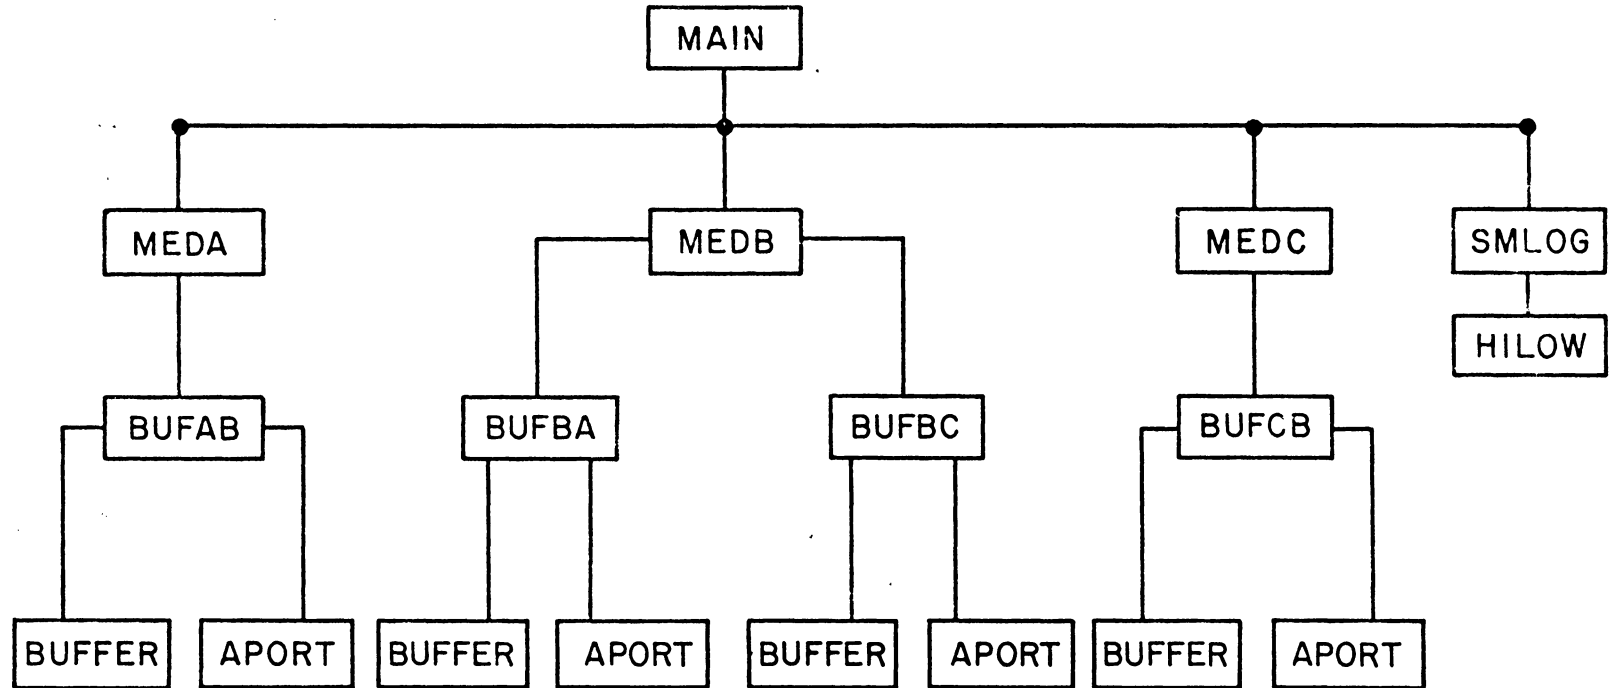 MAIN
MEDA
MEDB
MEDC
SMLOG
HILOW
BUFAB
BUFBA
BUFBC
BUFCB
BUFFER
APORT
BUFFER
APORT
BUFFER
APORT
BUFFER
APORT